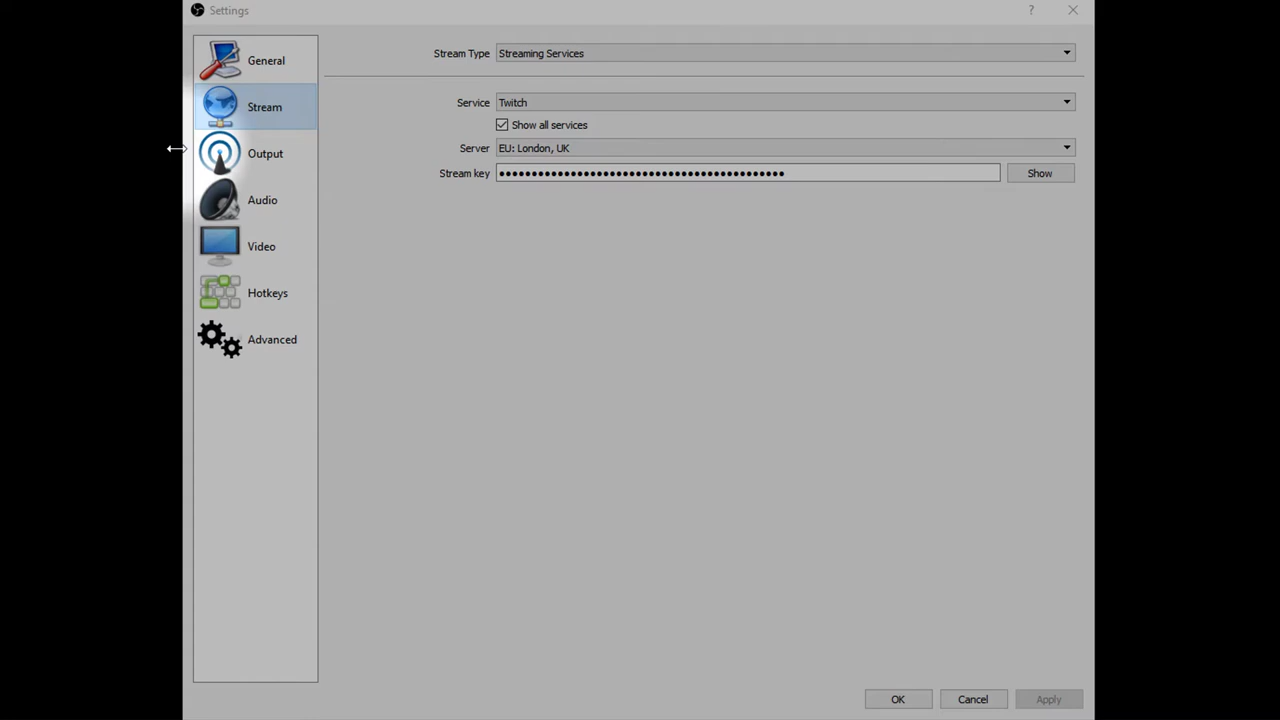 Settings
General
Stream
Output
Audio
Video
Hotkeys
Advanced
Stream Type Streaming Services
Service Twitch
Show all services
Server EU: London, UK
Stream key ●●●●●●●●●●●●●●●●●●●●●●●●●●●●●●●●●●●●●●●●●●●● Show
OK Cancel Apply